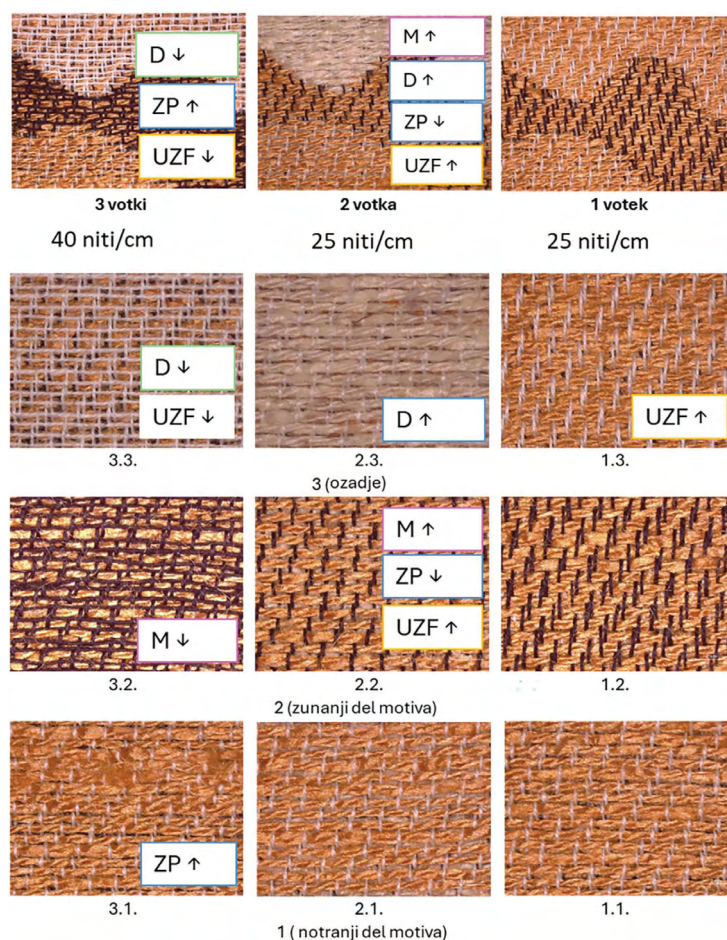 D ↓
ZP ↑
UZF ↓
M ↑
D ↑
ZP ↓
UZF ↑
3 votki
2 votka
1 votek
40 niti/cm
25 niti/cm
25 niti/cm
D ↓
UZF ↓
D ↑
UZF ↑
3.3.
2.3.
1.3.
3 (ozadje)
M ↓
M ↑
ZP ↓
UZF ↑
3.2.
2.2.
1.2.
2 (zunanji del motiva)
ZP ↑
3.1.
2.1.
1.1.
1 ( notranji del motiva)